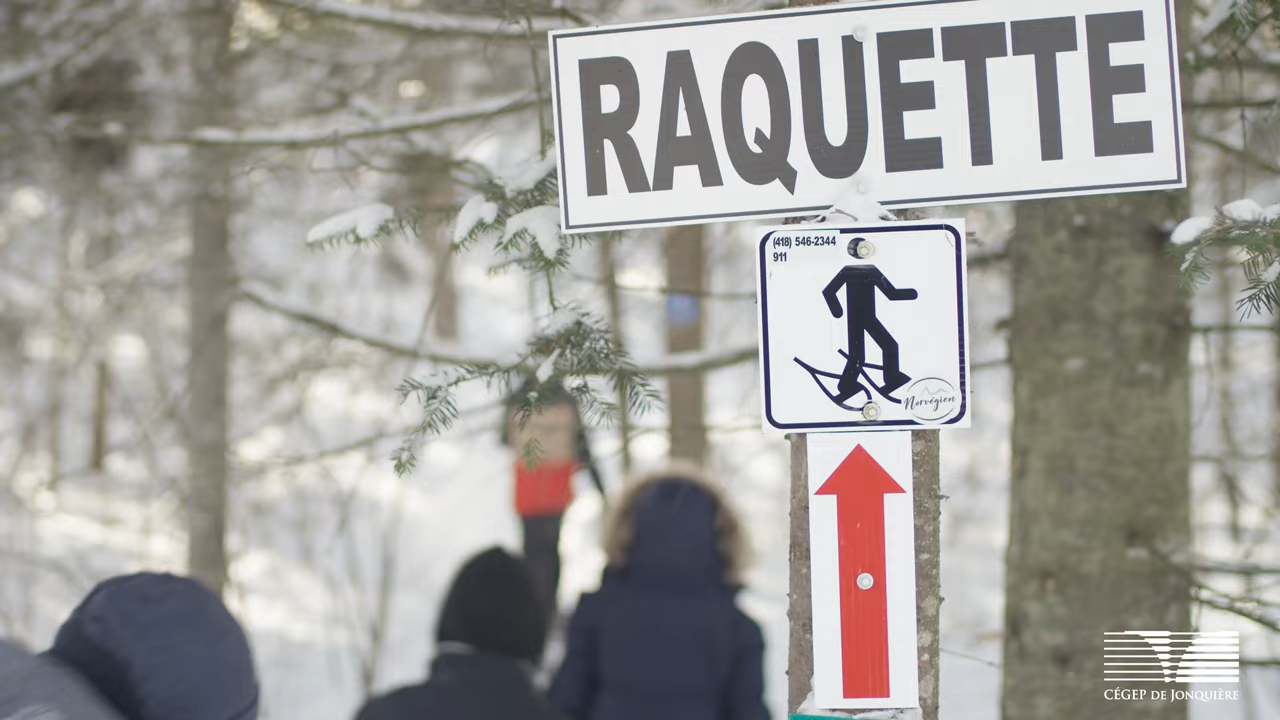 RAQUETTE
(418) 546-2344
911
Norvégien
CÉGEP DE JONQUIÈRE